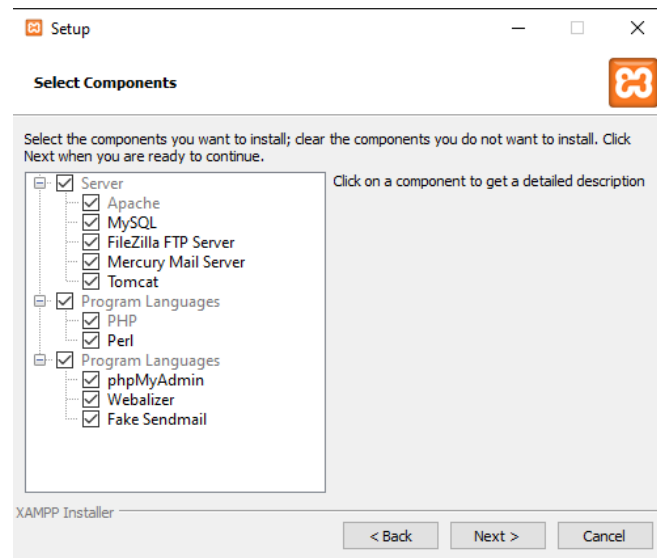 Setup
Select Components
Select the components you want to install; clear the components you do not want to install. Click
Next when you are ready to continue.
Server
Apache
MySQL
FileZilla FTP Server
Mercury Mail Server
Tomcat
Program Languages
PHP
Perl
Program Languages
phpMyAdmin
Webalizer
Fake Sendmail
Click on a component to get a detailed description
XAMPP Installer
< Back
Next >
Cancel